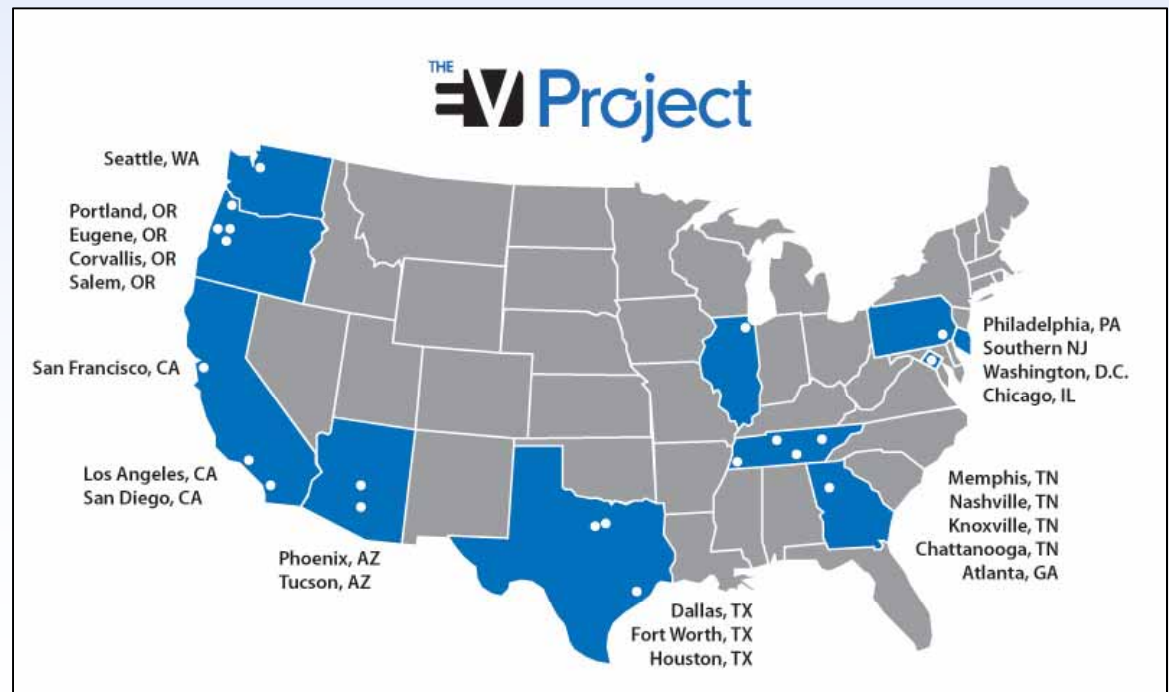 THE
EV Project
Seattle, WA
Portland, OR
Eugene, OR
Corvallis, OR
Salem, OR
San Francisco, CA
Los Angeles, CA
San Diego, CA
Phoenix, AZ
Tucson, AZ
Dallas, TX
Fort Worth, TX
Houston, TX
Philadelphia, PA
Southern NJ
Washington, D.C.
Chicago, IL
Memphis, TN
Nashville, TN
Knoxville, TN
Chattanooga, TN
Atlanta, GA